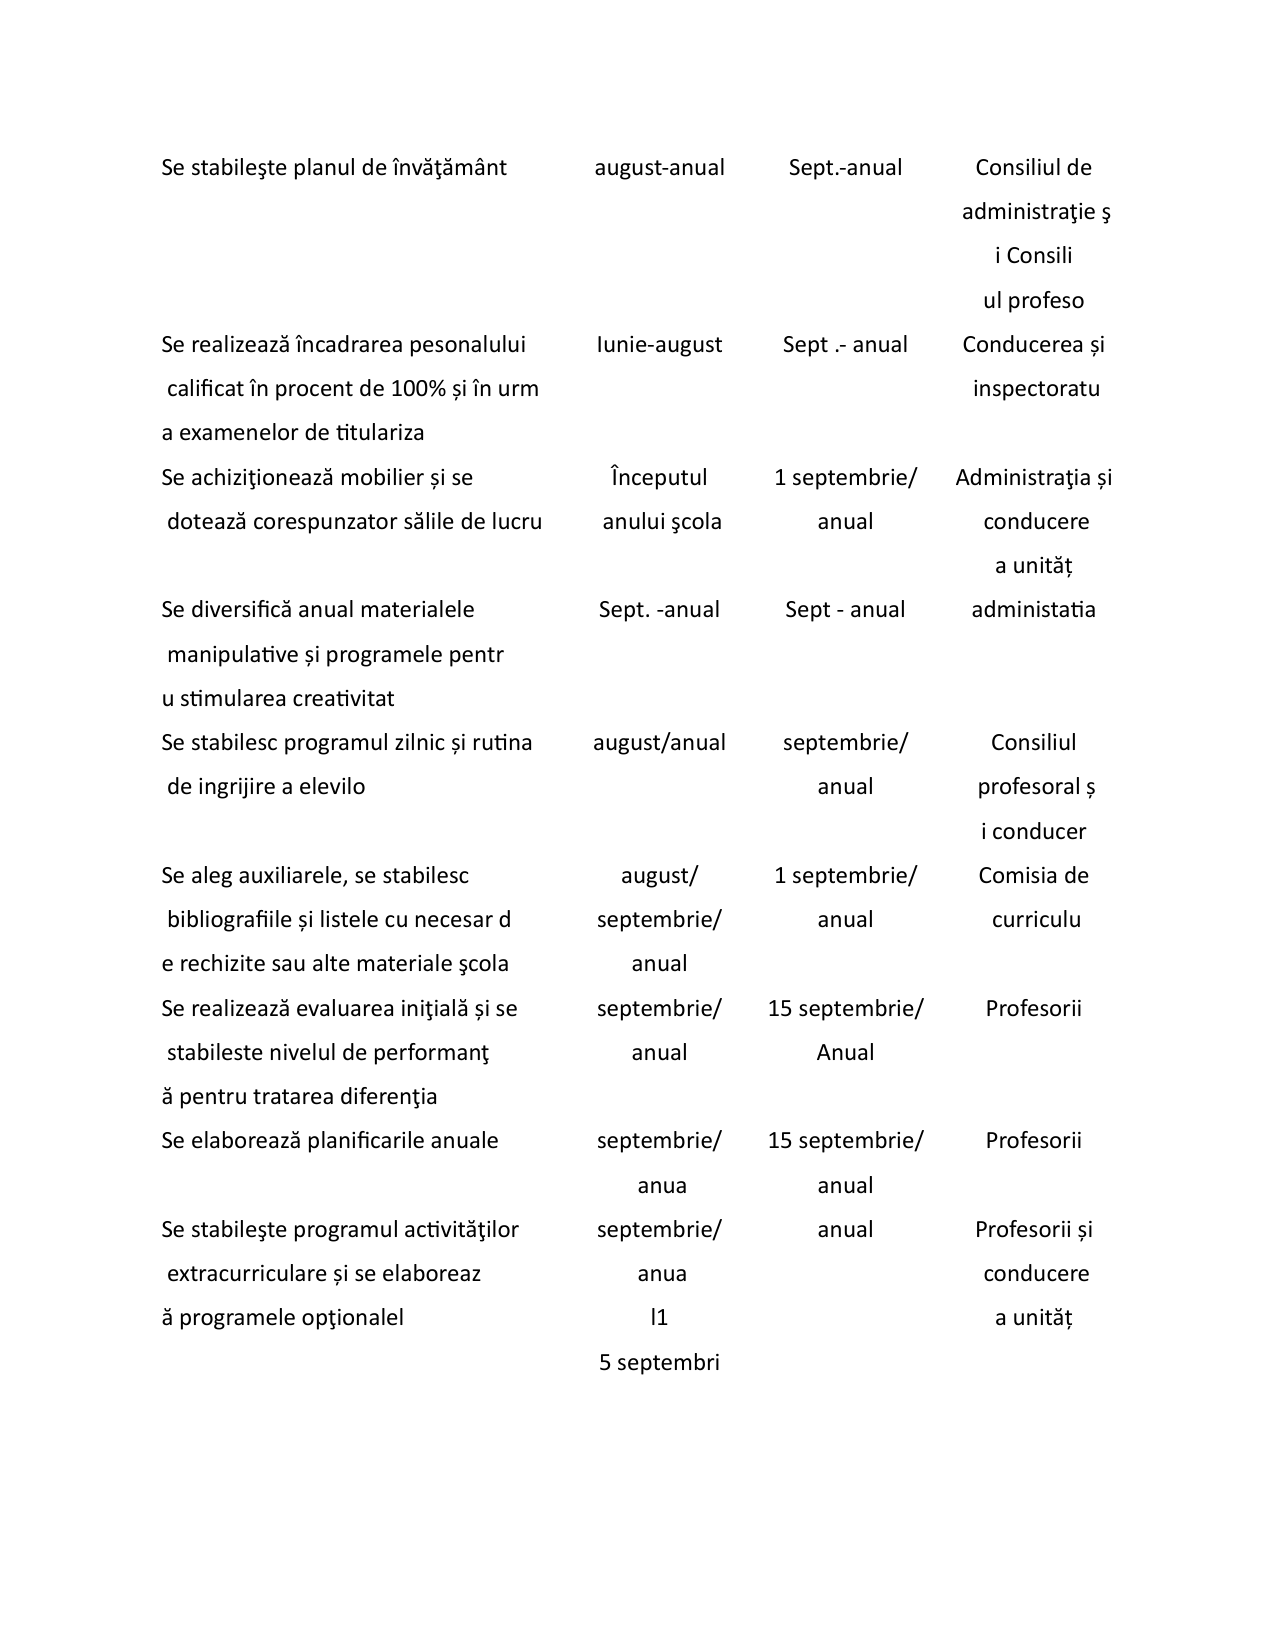 Se stabileşte planul de învăţământ august-anual Sept.-anual Consiliul de
administraţie ş
i Consili
ul profeso
Se realizează încadrarea pesonalului Iunie-august Sept .- anual Conducerea și
calificat în procent de 100% și în urm inspectoratu
a examenelor de titulariza
Se achiziţionează mobilier și se Începutul 1 septembrie/ Administraţia și
dotează corespunzator sălile de lucru anului şcola anual conducere
a unităț
Se diversifică anual materialele Sept. -anual Sept - anual administatia
manipulative și programele pentr
u stimularea creativitat
Se stabilesc programul zilnic și rutina august/anual septembrie/ Consiliul
de ingrijire a elevilo anual profesoral ș
i conducer
Se aleg auxiliarele, se stabilesc august/ 1 septembrie/ Comisia de
bibliografiile și listele cu necesar d septembrie/ anual curriculu
e rechizite sau alte materiale şcola anual
Se realizează evaluarea iniţială și se septembrie/ 15 septembrie/ Profesorii
stabileste nivelul de performanţ anual Anual
ă pentru tratarea diferenţia
Se elaborează planificarile anuale septembrie/ 15 septembrie/ Profesorii
anua anual
Se stabileşte programul activităţilor septembrie/ anual Profesorii și
extracurriculare și se elaboreaz anua conducere
ă programele opţionalel l1 a unităț
5 septembri